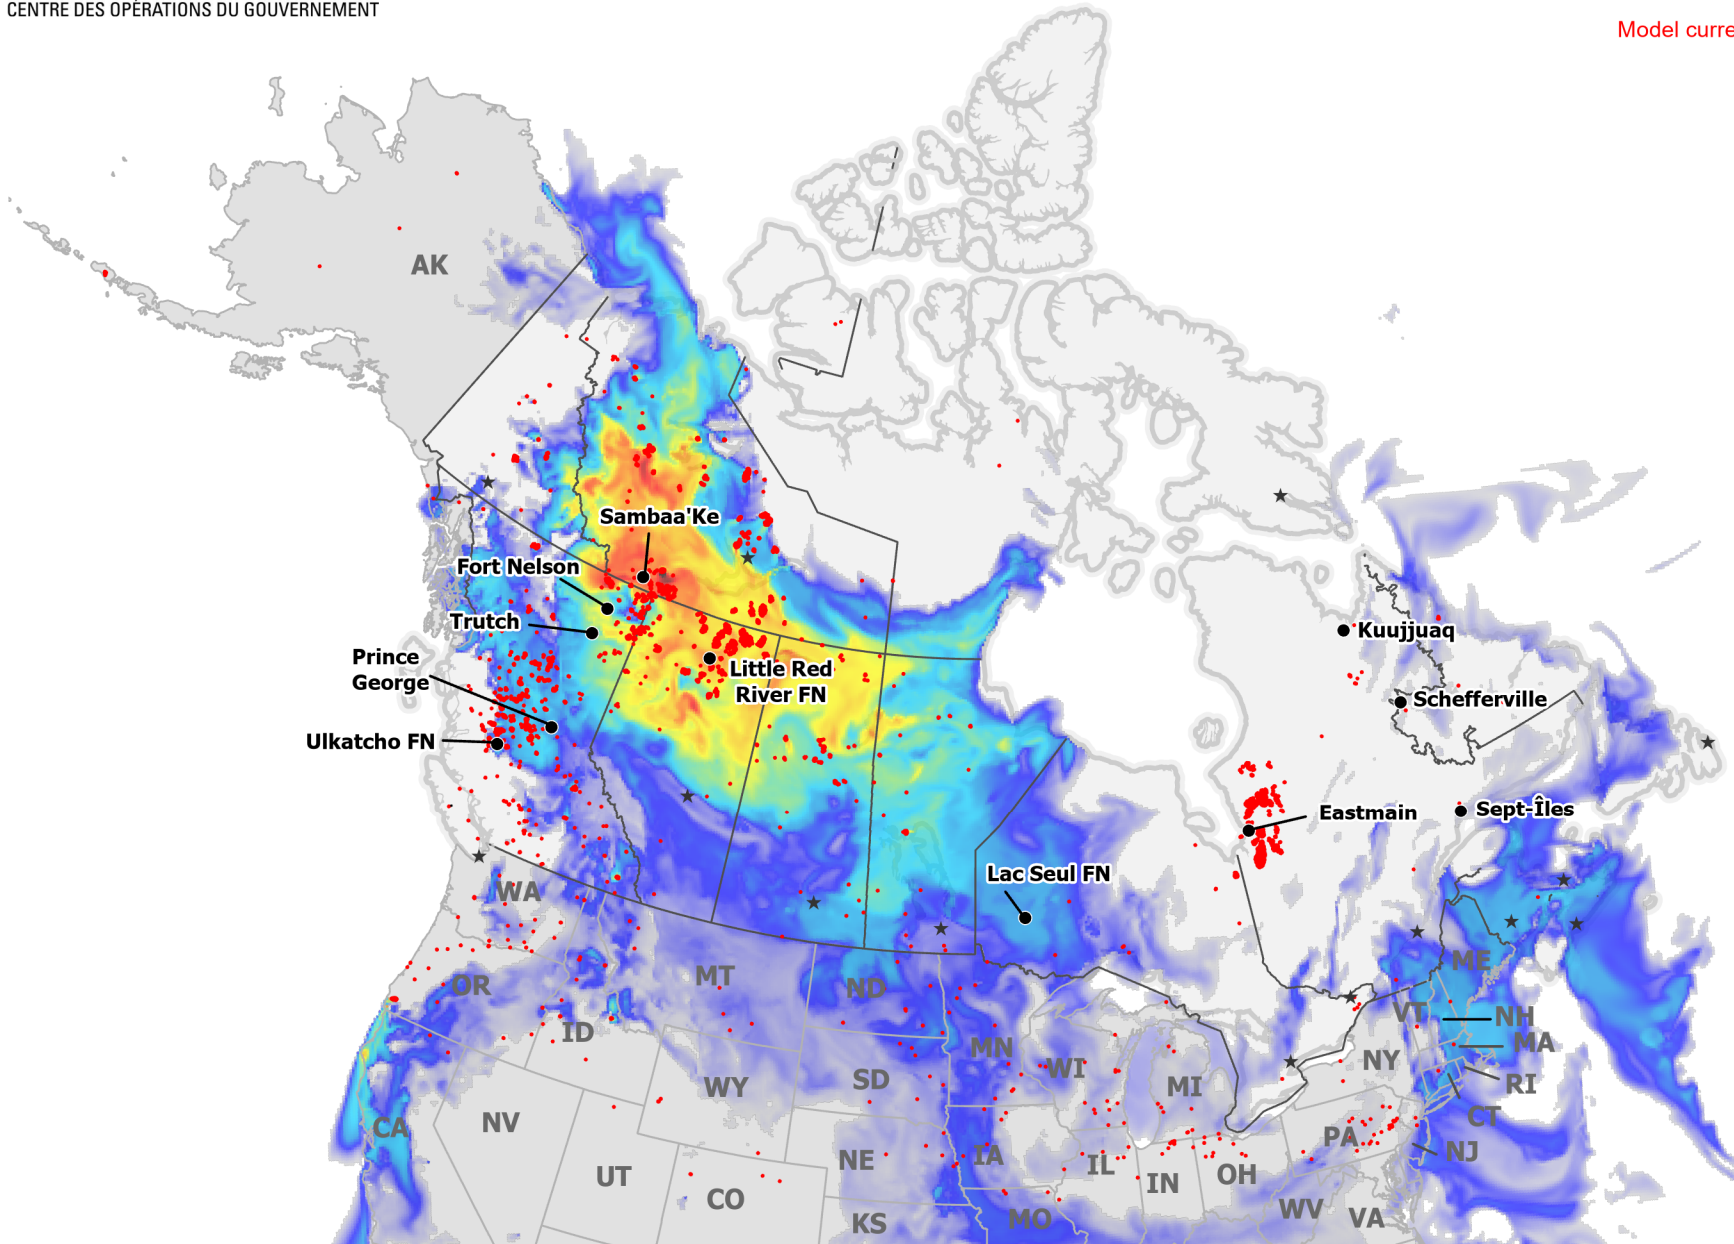 CENTRE DES OPÉRATIONS DU GOUVERNEMENT
Model curre
AK
Sambaa'Ke
Fort Nelson
Trutch
Prince
George
Ulkatcho FN
Little Red
River FN
Kuujjuaq
Schefferville
Eastmain
Sept-Îles
Lac Seul FN
WA
OR
ID
MT
ND
MN
WI
MI
SD
WY
NV
CA
UT
CO
NE
KS
IA
MO
IL
IN
OH
WV
VA
PA
NY
VT
ME
NH
MA
RI
CT
NJ